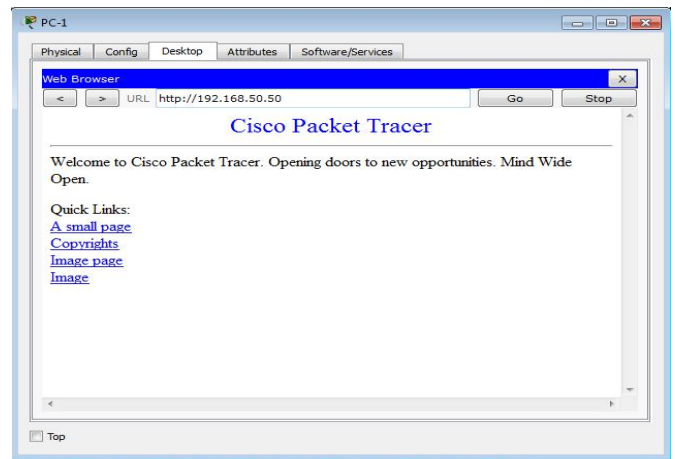 PC-1
Physical Config Desktop Attributes Software/Services
Web Browser X
< > URL http://192.168.50.50 Go Stop
Cisco Packet Tracer
Welcome to Cisco Packet Tracer. Opening doors to new opportunities. Mind Wide
Open.
Quick Links:
A small page
Copyrights
Image page
Image
Top